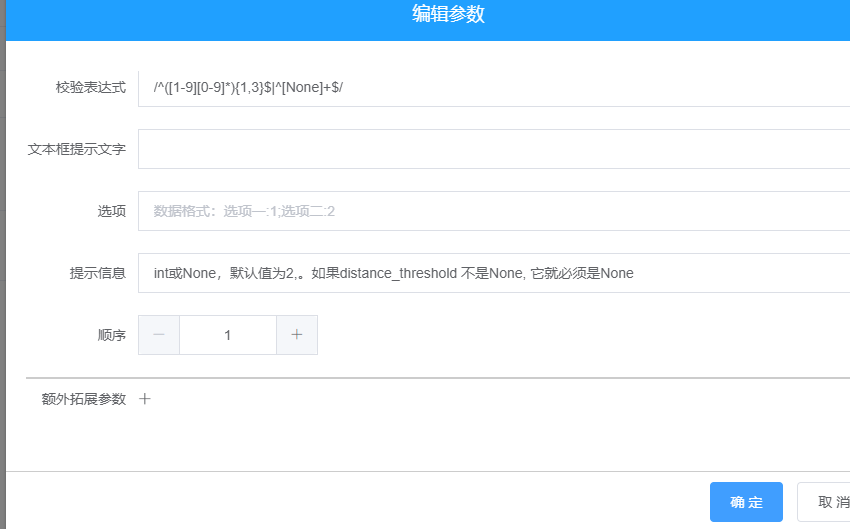 编辑参数
校验表达式 /^([1-9][0-9]*){1,3}$|^[None]+$/
文本框提示文字
选项 数据格式：选项一:1;选项二:2
提示信息 int或None，默认值为2,。如果distance_threshold 不是None, 它就必须是None
顺序 － 1 ＋
额外拓展参数 ＋
确 定 取 消